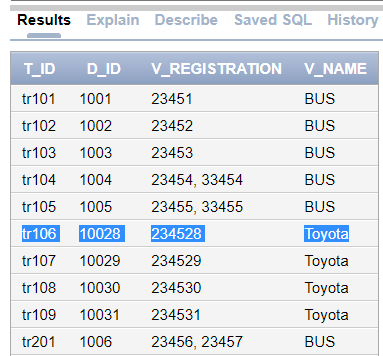 Results Explain Describe Saved SQL History
T_ID D_ID V_REGISTRATION V_NAME
tr101 1001 23451 BUS
tr102 1002 23452 BUS
tr103 1003 23453 BUS
tr104 1004 23454, 33454 BUS
tr105 1005 23455, 33455 BUS
tr106 10028 234528 Toyota
tr107 10029 234529 Toyota
tr108 10030 234530 Toyota
tr109 10031 234531 Toyota
tr201 1006 23456, 23457 BUS